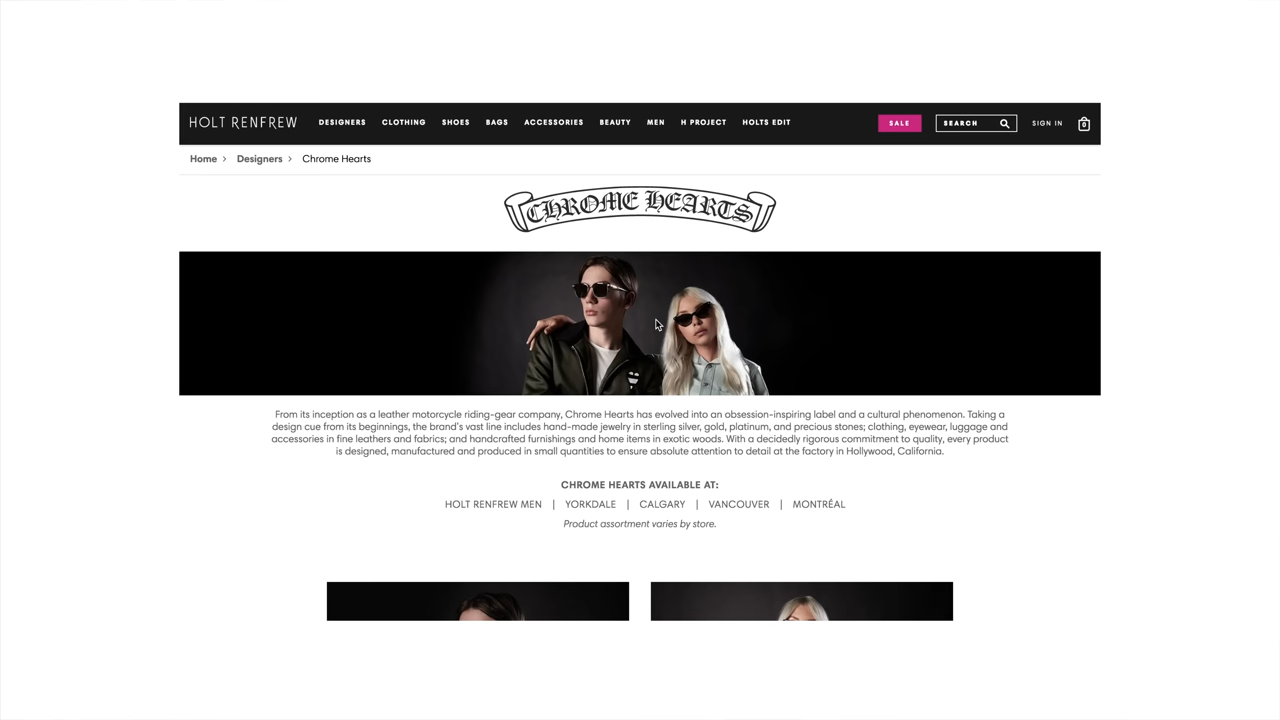 HOLT RENFREW DESIGNERS CLOTHING SHOES BAGS ACCESSORIES BEAUTY MEN H PROJECT HOLTS EDIT SALE SEARCH SIGN IN 0
Home > Designers > Chrome Hearts
CHROME HEARTS
From its inception as a leather motorcycle riding-gear company, Chrome Hearts has evolved into an obsession-inspiring label and a cultural phenomenon. Taking a
design cue from its beginnings, the brand's vast line includes hand-made jewelry in sterling silver, gold, platinum, and precious stones; clothing, eyewear, luggage and
accessories in fine leathers and fabrics; and handcrafted furnishings and home items in exotic woods. With a decidedly rigorous commitment to quality, every product
is designed, manufactured and produced in small quantities to ensure absolute attention to detail at the factory in Hollywood, California.
CHROME HEARTS AVAILABLE AT:
HOLT RENFREW MEN | YORKDALE | CALGARY | VANCOUVER | MONTRÉAL
Product assortment varies by store.